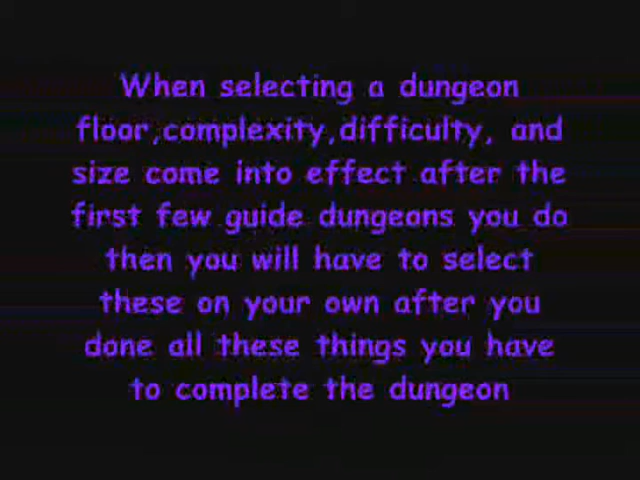 When selecting a dungeon
floor,complexity,difficulty, and
size come into effect after the
first few guide dungeons you do
then you will have to select
these on your own after you
done all these things you have
to complete the dungeon